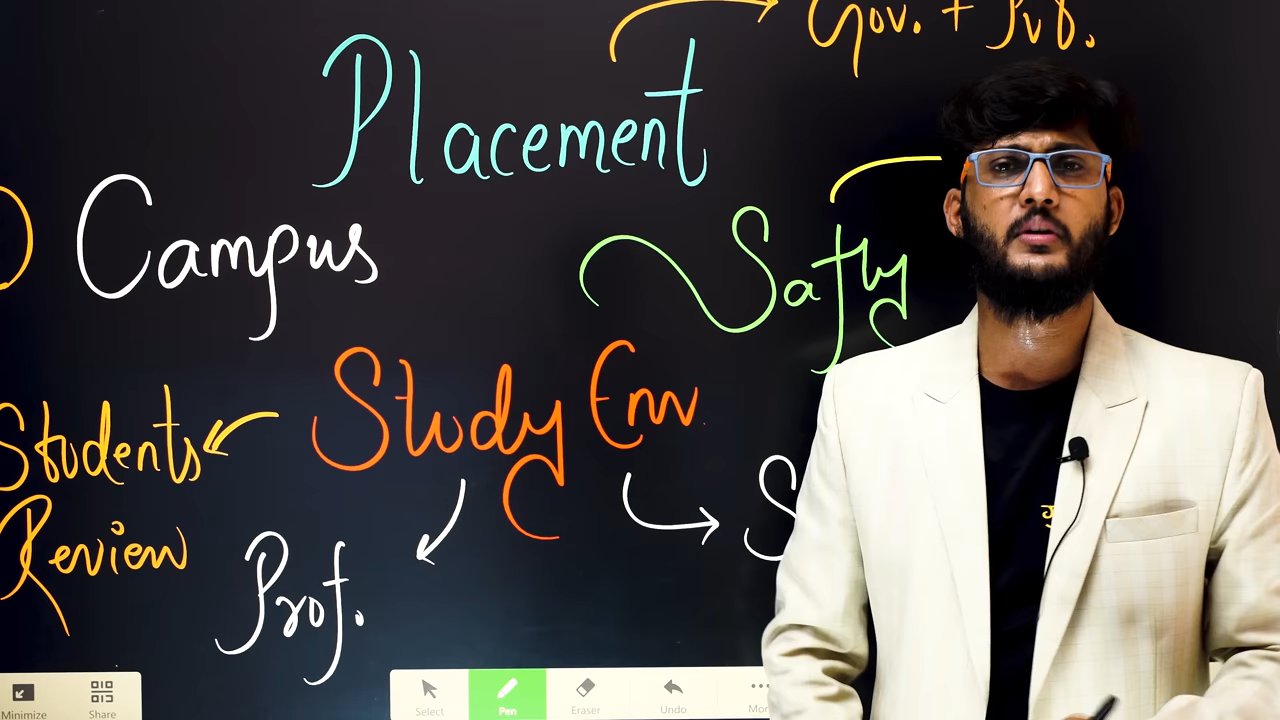 Gov. + Pvt.
Placement
Campus
Safty
Study Env.
Students
Review
Prof.
S
Minimize
Share
Select
Pen
Eraser
Undo